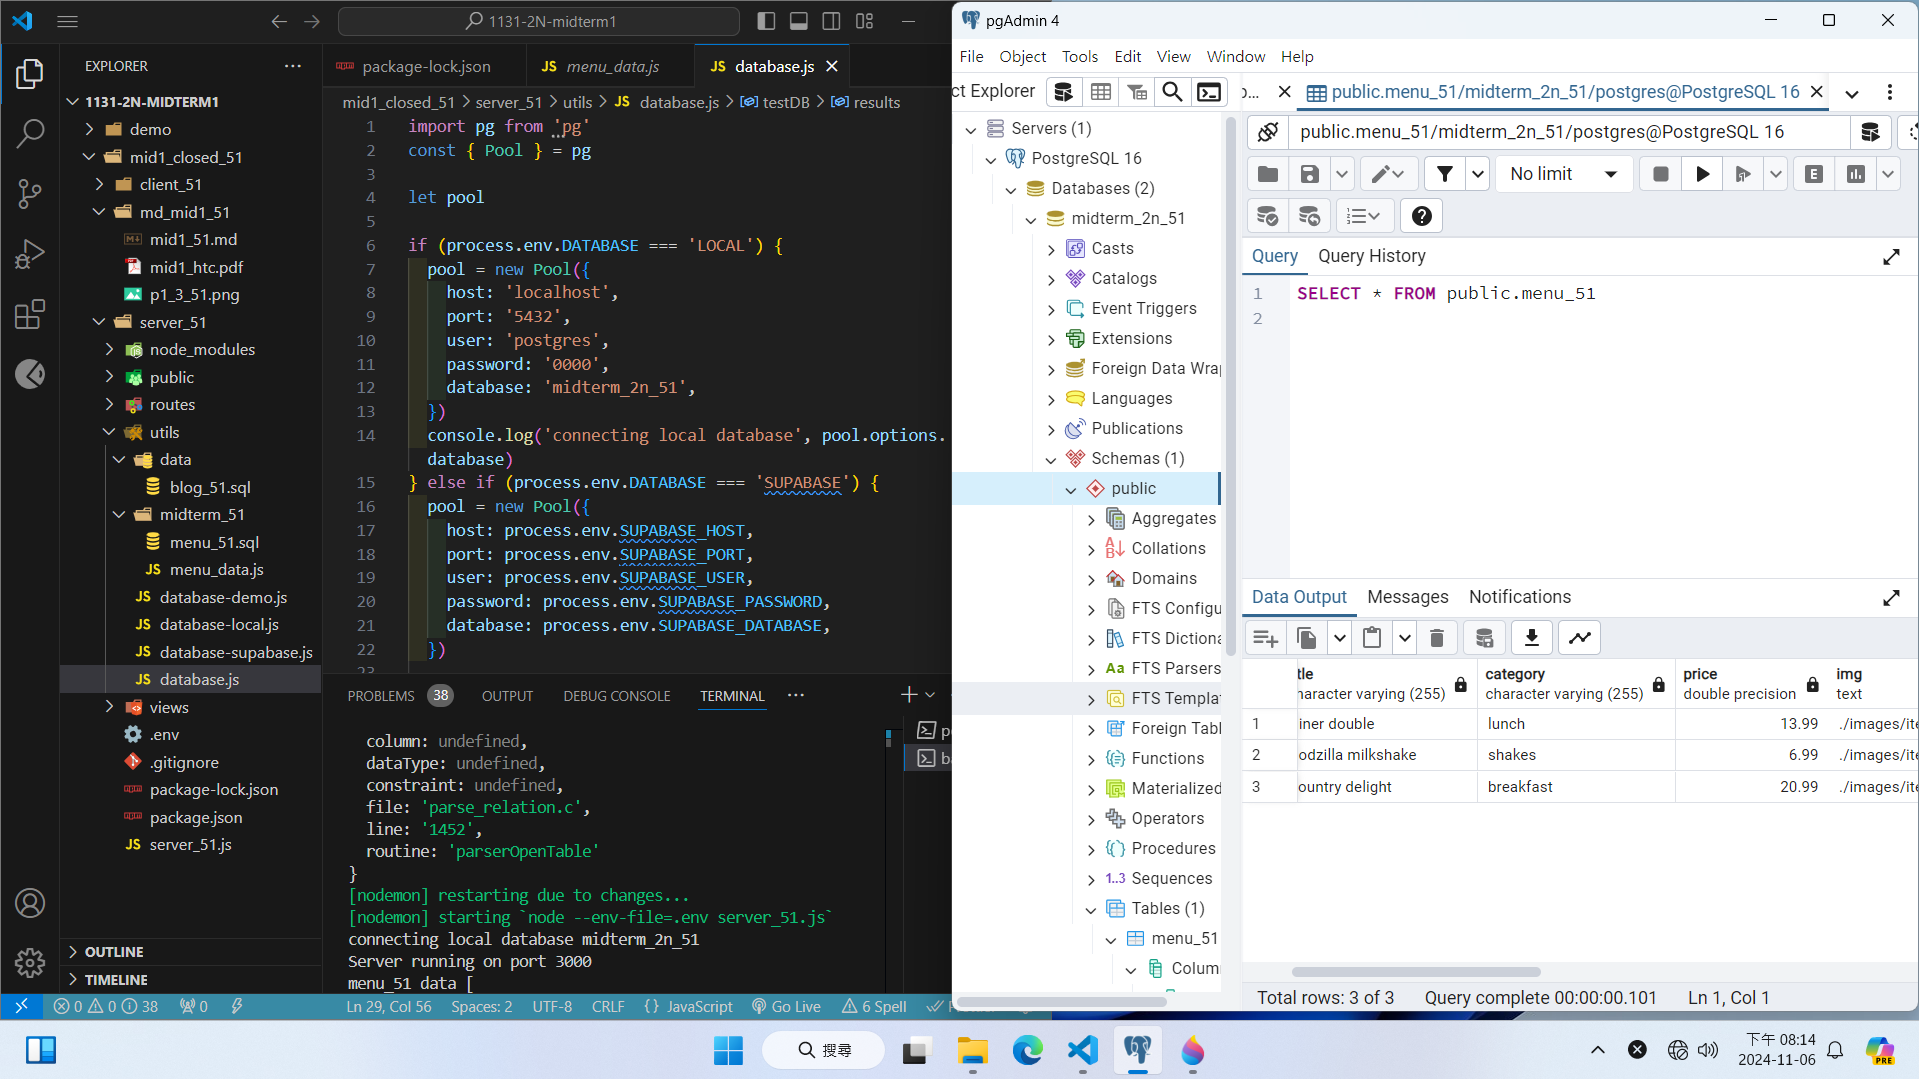 1131-2N-midterm1
EXPLORER
1131-2N-MIDTERM1
demo
mid1_closed_51
client_51
md_mid1_51
mid1_51.md
mid1_htc.pdf
p1_3_51.png
server_51
node_modules
public
routes
utils
data
blog_51.sql
midterm_51
menu_51.sql
menu_data.js
database-demo.js
database-local.js
database-supabase.js
database.js
views
.env
.gitignore
package-lock.json
package.json
server_51.js
OUTLINE
TIMELINE
package-lock.json
menu_data.js
database.js
mid1_closed_51 > server_51 > utils > JS database.js > testDB > results
1 import pg from 'pg'
2 const { Pool } = pg
3
4 let pool
5
6 if (process.env.DATABASE === 'LOCAL') {
7 pool = new Pool({
8 host: 'localhost',
9 port: '5432',
10 user: 'postgres',
11 password: '0000',
12 database: 'midterm_2n_51',
13 })
14 console.log('connecting local database', pool.options.
database)
15 } else if (process.env.DATABASE === 'SUPABASE') {
16 pool = new Pool({
17 host: process.env.SUPABASE_HOST,
18 port: process.env.SUPABASE_PORT,
19 user: process.env.SUPABASE_USER,
20 password: process.env.SUPABASE_PASSWORD,
21 database: process.env.SUPABASE_DATABASE,
22 })
PROBLEMS 38 OUTPUT DEBUG CONSOLE TERMINAL
column: undefined,
dataType: undefined,
constraint: undefined,
file: 'parse_relation.c',
line: '1452',
routine: 'parserOpenTable'
}
[nodemon] restarting due to changes...
[nodemon] starting `node --env-file=.env server_51.js`
connecting local database midterm_2n_51
Server running on port 3000
menu_51 data [
0 0 38 0 Ln 29, Col 56 Spaces: 2 UTF-8 CRLF {} JavaScript Go Live 6 Spell
pgAdmin 4
File Object Tools Edit View Window Help
ct Explorer
Servers (1)
PostgreSQL 16
Databases (2)
midterm_2n_51
Casts
Catalogs
Event Triggers
Extensions
Foreign Data Wrap
Languages
Publications
Schemas (1)
public
Aggregates
Collations
Domains
FTS Configu
FTS Dictiona
FTS Parsers
FTS Templat
Foreign Tabl
Functions
Materialized
Operators
Procedures
1..3 Sequences
Tables (1)
menu_51
Colum
public.menu_51/midterm_2n_51/postgres@PostgreSQL 16
public.menu_51/midterm_2n_51/postgres@PostgreSQL 16
No limit
E
Query Query History
1 SELECT * FROM public.menu_51
2
Data Output Messages Notifications
tle
haracter varying (255)
category
character varying (255)
price
double precision
img
text
1 iner double lunch 13.99 ./images/ite
2 odzilla milkshake shakes 6.99 ./images/ite
3 ountry delight breakfast 20.99 ./images/ite
Total rows: 3 of 3 Query complete 00:00:00.101 Ln 1, Col 1
搜尋
下午 08:14
2024-11-06
PRE